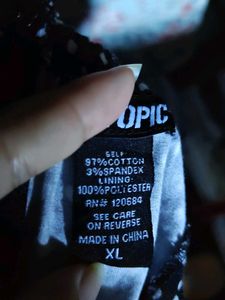 OPIC
SELF
97% COTTON
3% SPANDEX
LINING:
100% POLYESTER
RN# 120684
SEE CARE
ON REVERSE
MADE IN CHINA
XL